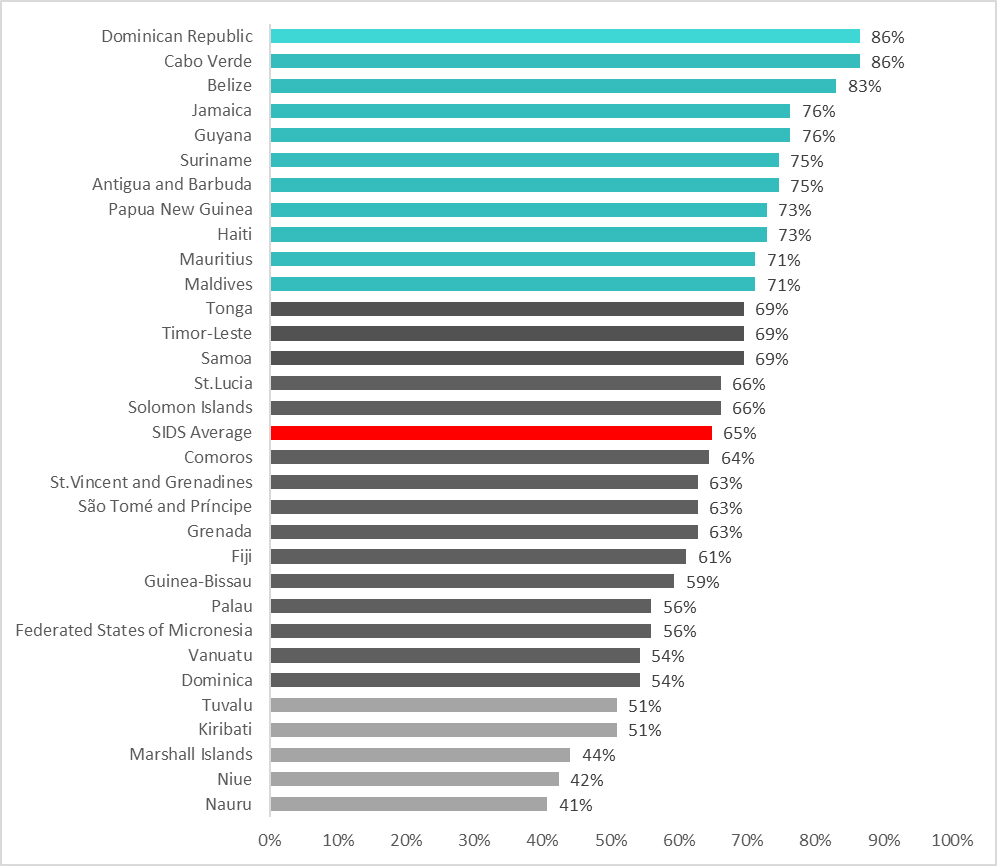 Dominican Republic 86%
Cabo Verde 86%
Belize 83%
Jamaica 76%
Guyana 76%
Suriname 75%
Antigua and Barbuda 75%
Papua New Guinea 73%
Haiti 73%
Mauritius 71%
Maldives 71%
Tonga 69%
Timor-Leste 69%
Samoa 69%
St.Lucia 66%
Solomon Islands 66%
SIDS Average 65%
Comoros 64%
St.Vincent and Grenadines 63%
São Tomé and Príncipe 63%
Grenada 63%
Fiji 61%
Guinea-Bissau 59%
Palau 56%
Federated States of Micronesia 56%
Vanuatu 54%
Dominica 54%
Tuvalu 51%
Kiribati 51%
Marshall Islands 44%
Niue 42%
Nauru 41%
0% 10% 20% 30% 40% 50% 60% 70% 80% 90% 100%